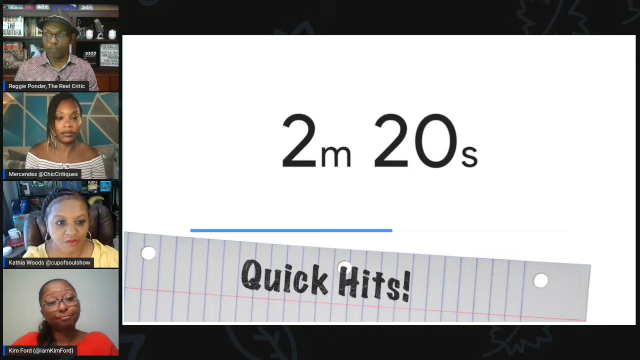 Reggie Ponder, The Reel Critic
Mercendez @ChicCritiques
Kathia Woods @cupofsoulshow
Kim Ford (@iamKimFord)
2m 20s
Quick Hits!